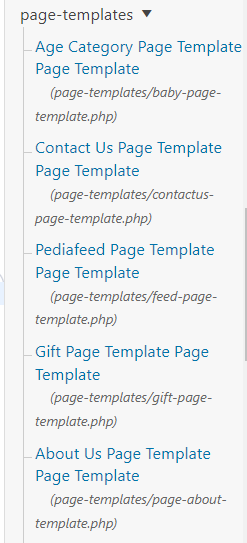 page-templates ▼
Age Category Page Template
Page Template
(page-templates/baby-page-
template.php)
Contact Us Page Template
Page Template
(page-templates/contactus-
page-template.php)
Pediafeed Page Template
Page Template
(page-templates/feed-page-
template.php)
Gift Page Template Page
Template
(page-templates/gift-page-
template.php)
About Us Page Template
Page Template
(page-templates/page-about-
template.php)